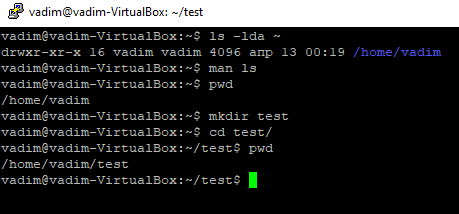 vadim@vadim-VirtualBox: ~/test
vadim@vadim-VirtualBox:~$ ls -lda ~
drwxr-xr-x 16 vadim vadim 4096 апр 13 00:19 /home/vadim
vadim@vadim-VirtualBox:~$ man ls
vadim@vadim-VirtualBox:~$ pwd
/home/vadim
vadim@vadim-VirtualBox:~$ mkdir test
vadim@vadim-VirtualBox:~$ cd test/
vadim@vadim-VirtualBox:~/test$ pwd
/home/vadim/test
vadim@vadim-VirtualBox:~/test$